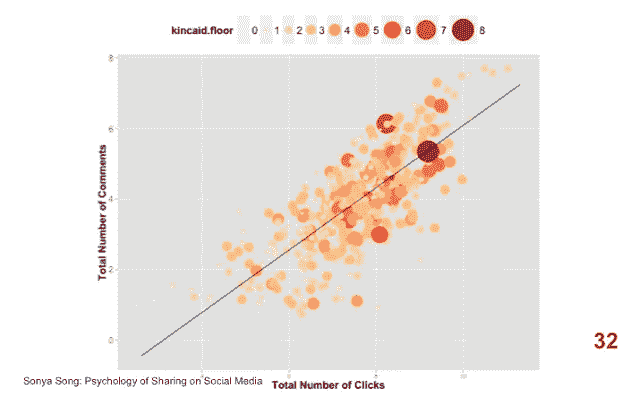 kincaid.floor 0 1 2 3 4 5 6 7 8
8
6
4
2
0
Total Number of Comments
32
Sonya Song: Psychology of Sharing on Social Media
Total Number of Clicks